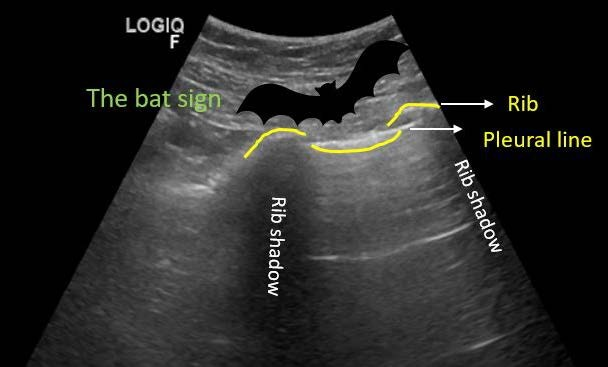 LOGIQ
F
The bat sign
Rib
Pleural line
Rib shadow
Rib shadow